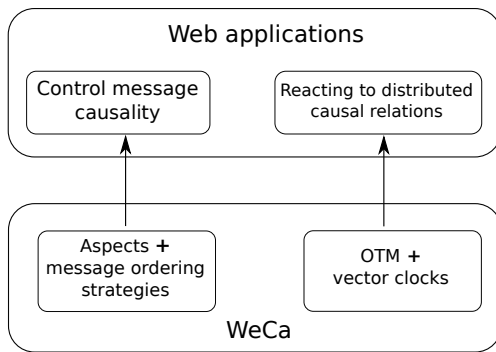 Web applications
Control message
causality
Reacting to distributed
causal relations
Aspects +
message ordering
strategies
OTM +
vector clocks
WeCa